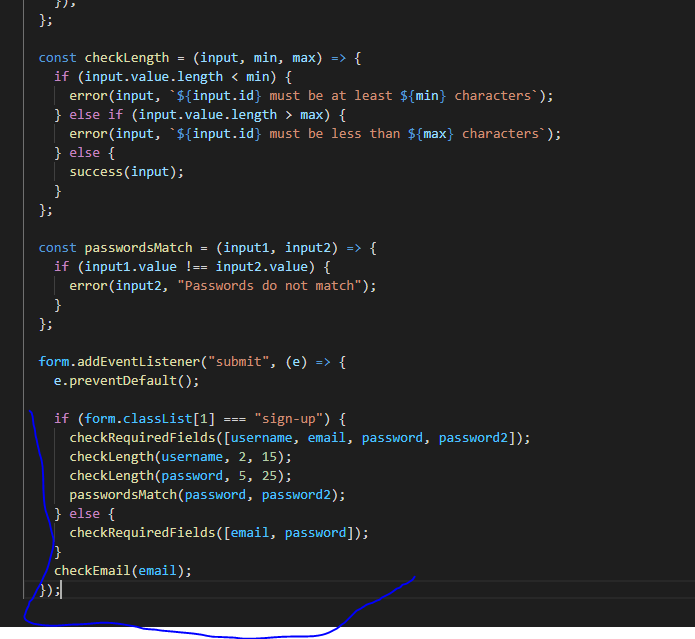 });
};
const checkLength = (input, min, max) => {
if (input.value.length < min) {
error(input, `${input.id} must be at least ${min} characters`);
} else if (input.value.length > max) {
error(input, `${input.id} must be less than ${max} characters`);
} else {
success(input);
}
};
const passwordsMatch = (input1, input2) => {
if (input1.value !== input2.value) {
error(input2, "Passwords do not match");
}
};
form.addEventListener("submit", (e) => {
e.preventDefault();
if (form.classList[1] === "sign-up") {
checkRequiredFields([username, email, password, password2]);
checkLength(username, 2, 15);
checkLength(password, 5, 25);
passwordsMatch(password, password2);
} else {
checkRequiredFields([email, password]);
}
checkEmail(email);
});